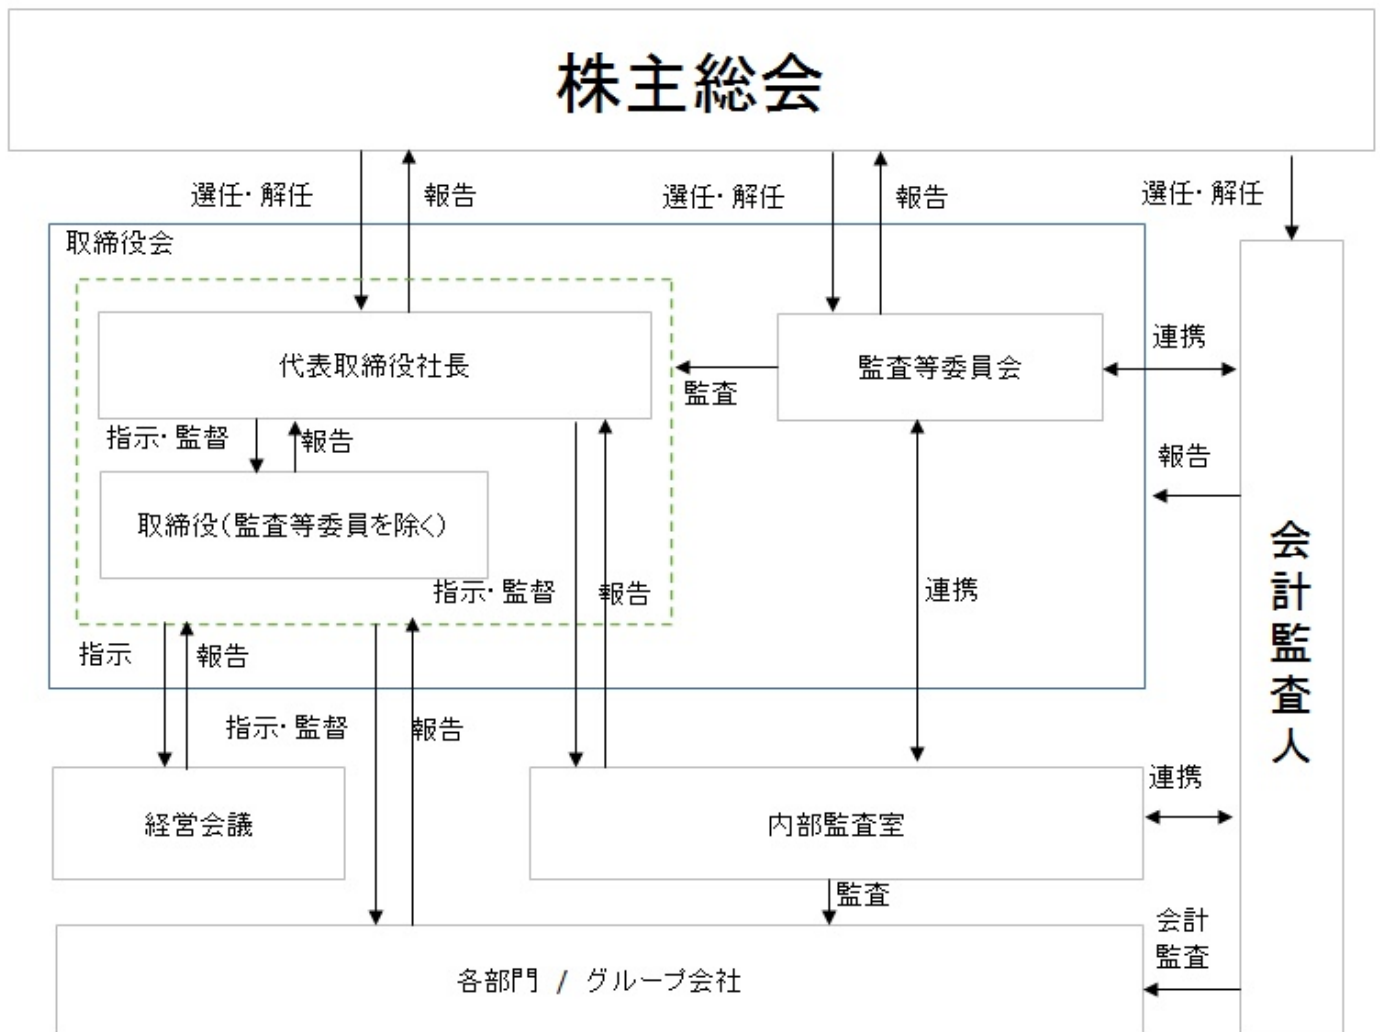 株主総会
選任・解任
報告
選任・解任
報告
選任・解任
取締役会
代表取締役社長
監査等委員会
連携
監査
指示・監督
報告
報告
取締役(監査等委員を除く)
指示・監督
報告
連携
会計監査人
指示
報告
指示・監督
報告
連携
経営会議
内部監査室
監査
会計
監査
各部門 / グループ会社